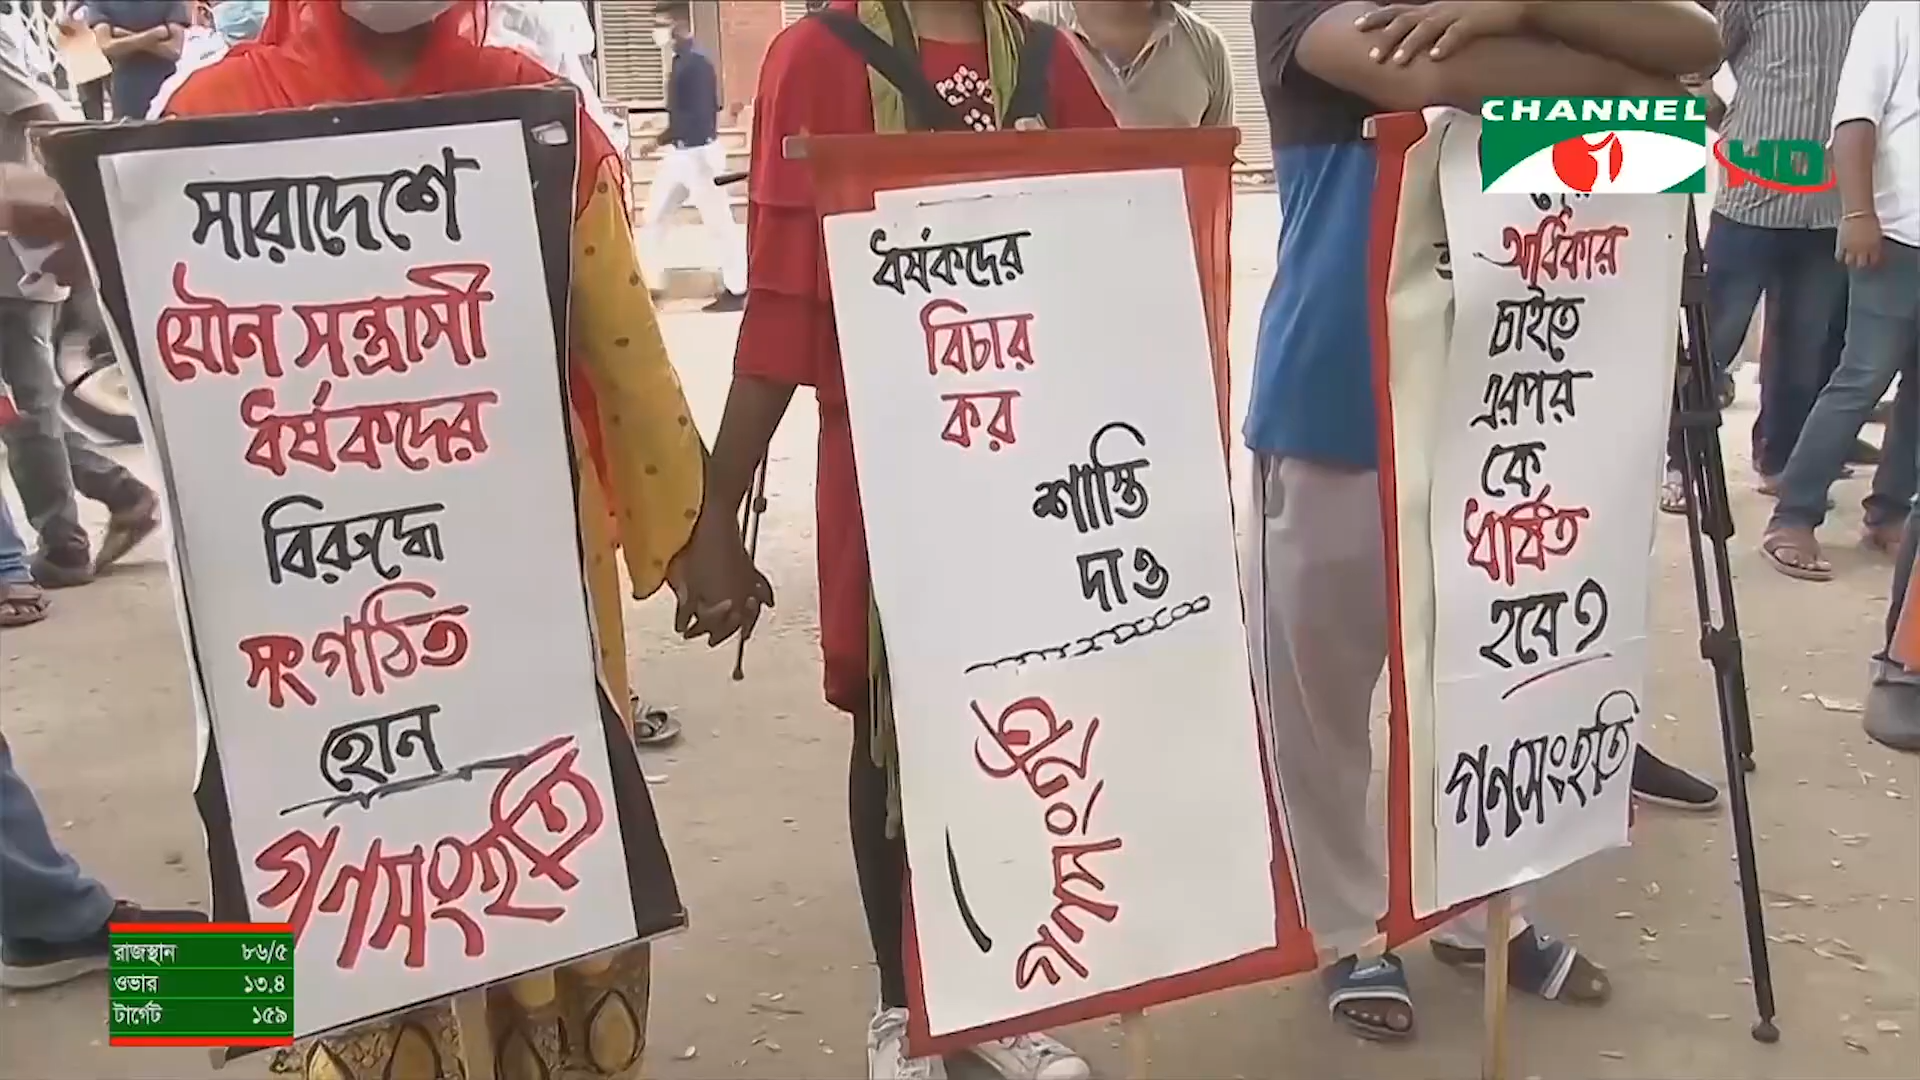 সারাদেশে
যৌন সন্ত্রাসী
ধর্ষকদের
বিরুদ্ধে
সংগঠিত
হোন
গণসংহতি
ধর্ষকদের
বিচার
কর
শাস্তি
দাও
গণসংহতি
অধিকার
চাইতে
এরপর
কে
ধর্ষিত
হবে?
গণসংহতি
CHANNEL
i HD
রাজস্থান ৮৬/৫
ওভার ১৩.৪
টার্গেট ১৫৯